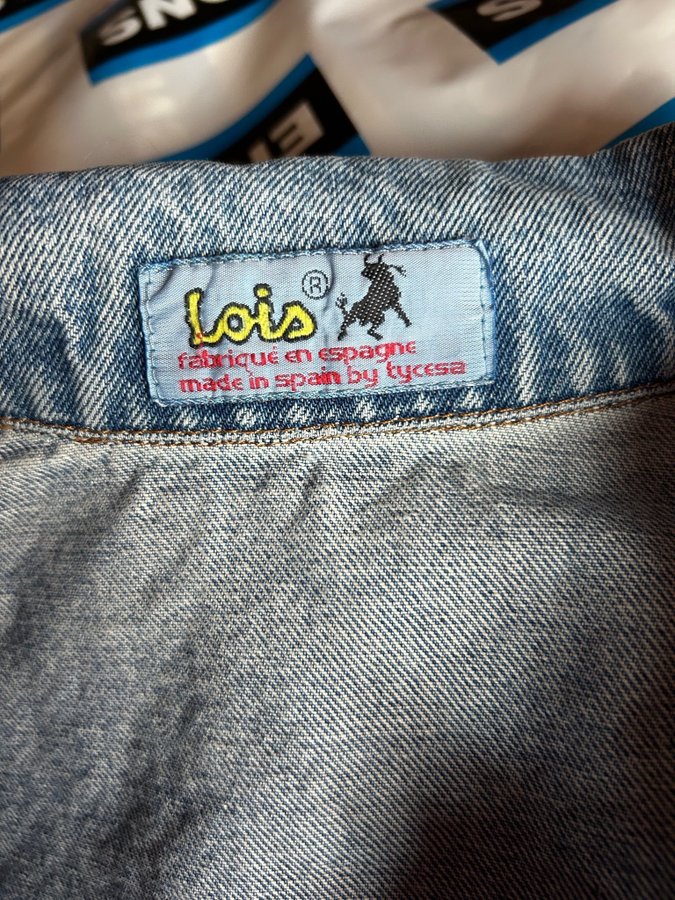 Lois ®
fabrique en espagne
made in spain by tycesa